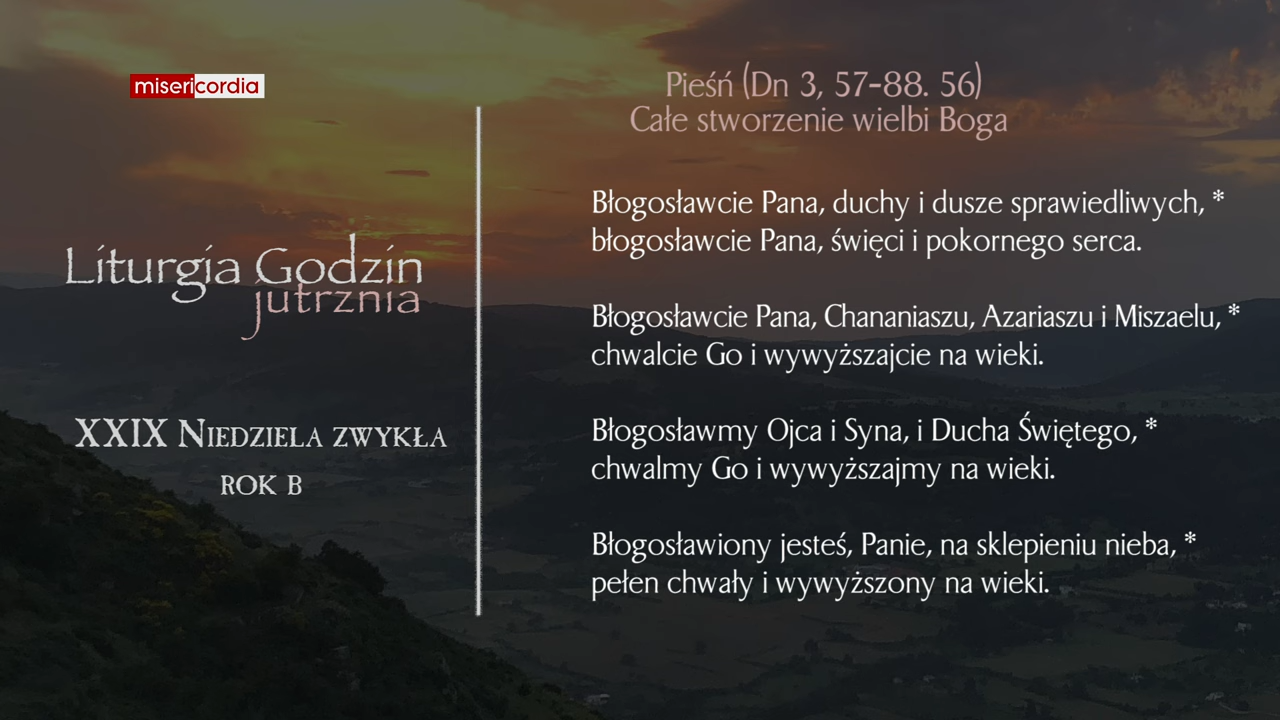 misericordia
Liturgia Godzin
jutrznia
XXIX Niedziela zwykła
rok B
Pieśń (Dn 3, 57-88. 56)
Całe stworzenie wielbi Boga
Błogosławcie Pana, duchy i dusze sprawiedliwych, *
błogosławcie Pana, święci i pokornego serca.
Błogosławcie Pana, Chananiaszu, Azariaszu i Miszaelu, *
chwalcie Go i wywyższajcie na wieki.
Błogosławmy Ojca i Syna, i Ducha Świętego, *
chwalmy Go i wywyższajmy na wieki.
Błogosławiony jesteś, Panie, na sklepieniu nieba, *
pełen chwały i wywyższony na wieki.